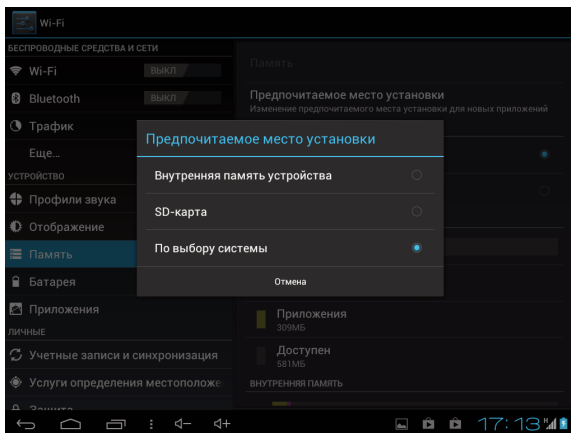 Wi-Fi
БЕСПРОВОДНЫЕ СРЕДСТВА И СЕТИ
Wi-Fi
ВЫКЛ
Bluetooth
ВЫКЛ
Трафик
Еще...
УСТРОЙСТВО
Профили звука
Отображение
Память
Батарея
Приложения
ЛИЧНЫЕ
Учетные записи и синхронизация
Услуги определения местоположе
Защита
Память
Предпочитаемое место установки
Изменение предпочитаемого места установки для новых приложений
Предпочитаемое место установки
Внутренняя память устройства
SD-карта
По выбору системы
Отмена
Приложения
309МБ
Доступен
581МБ
ВНУТРЕННЯЯ ПАМЯТЬ
17:13